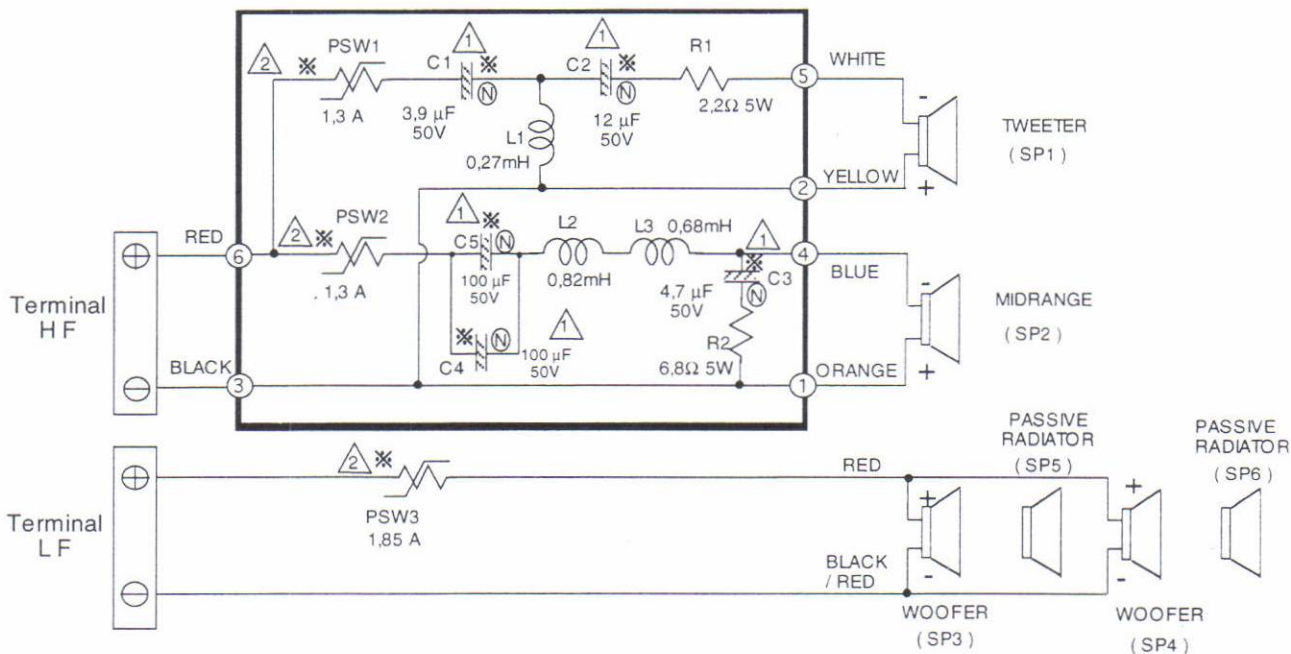 PSW1
1
1
2
※
C1
※
C2
※
R1
5
WHITE
N
N
-
1,3 A
3,9 µF
50V
12 µF
50V
2,2Ω 5W
TWEETER
(SP1)
L1
0,27mH
2
YELLOW
+
PSW2
1
※
2
※
L2
L3
0,68mH
1
RED
6
C5
N
※
4
BLUE
-
Terminal
HF
. 1,3 A
100 µF
50V
0,82mH
4,7 µF
50V
C3
N
MIDRANGE
(SP2)
※
N
1
C4
100 µF
50V
R2
6,8Ω 5W
BLACK
3
1
ORANGE
+
PASSIVE
RADIATOR
(SP5)
PASSIVE
RADIATOR
(SP6)
2
※
RED
+
+
PSW3
1,85 A
Terminal
LF
BLACK
/ RED
-
-
WOOFER
(SP3)
WOOFER
(SP4)